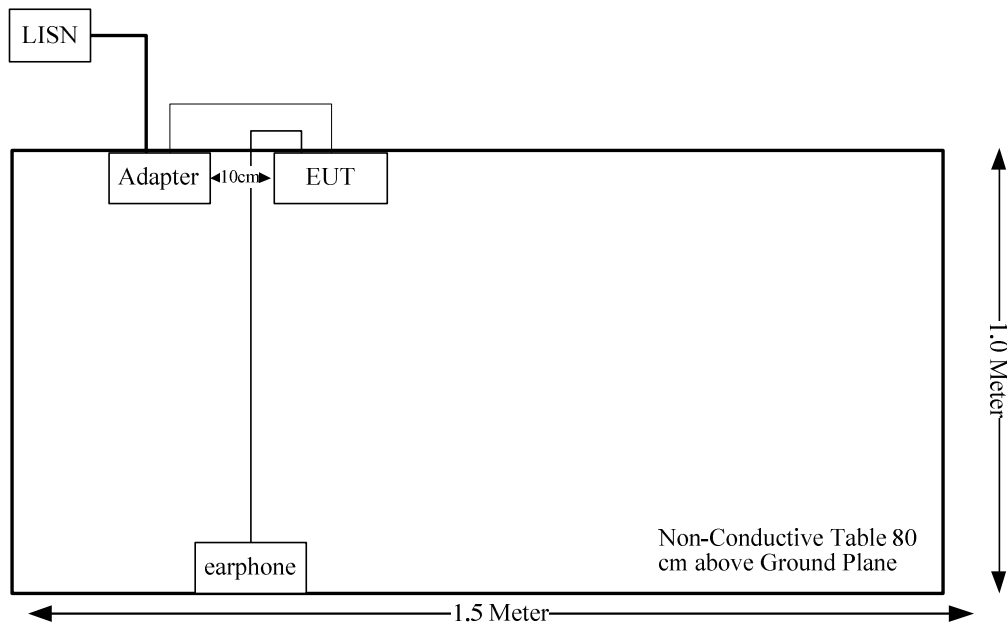 LISN
Adapter
10cm
EUT
1.0 Meter
earphone
Non-Conductive Table 80
cm above Ground Plane
1.5 Meter